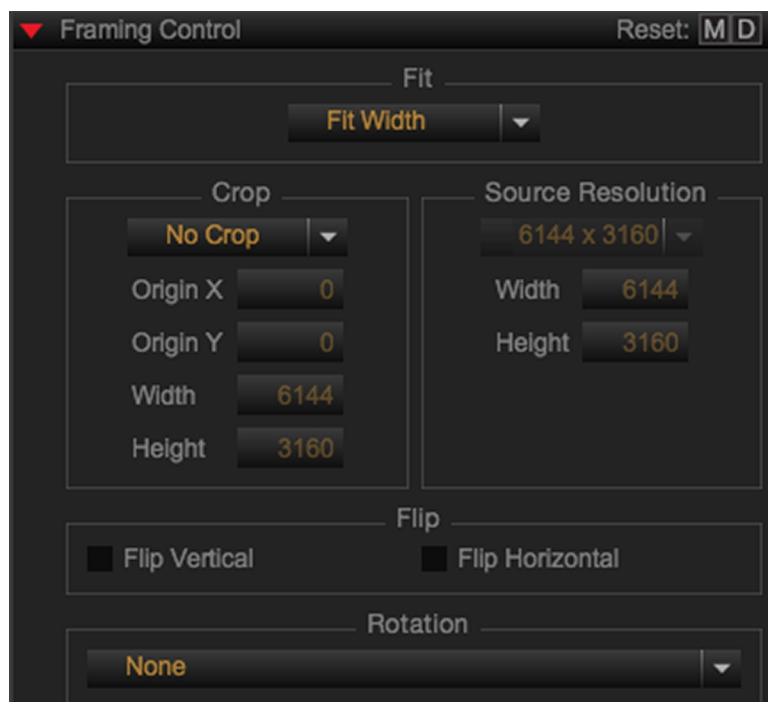 Framing Control Reset: M D
Fit
Fit Width
Crop
No Crop
Origin X 0
Origin Y 0
Width 6144
Height 3160
Source Resolution
6144 x 3160
Width 6144
Height 3160
Flip
Flip Vertical Flip Horizontal
Rotation
None